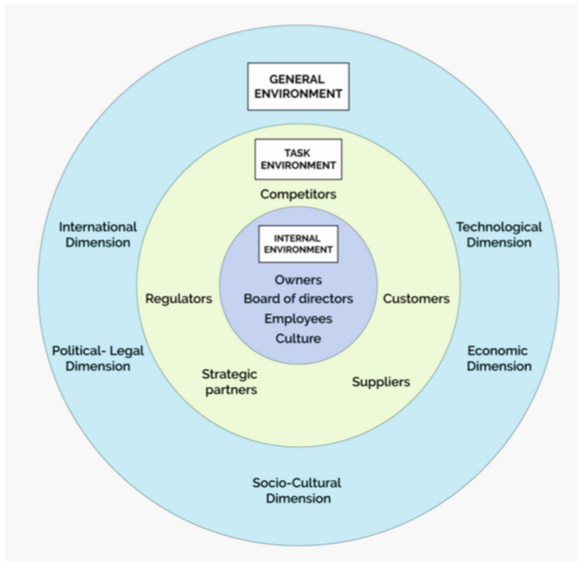 GENERAL
ENVIRONMENT
TASK
ENVIRONMENT
Competitors
International
Dimension
Technological
Dimension
INTERNAL
ENVIRONMENT
Owners
Board of directors
Employees
Culture
Regulators
Customers
Political- Legal
Dimension
Economic
Dimension
Strategic
partners
Suppliers
Socio-Cultural
Dimension